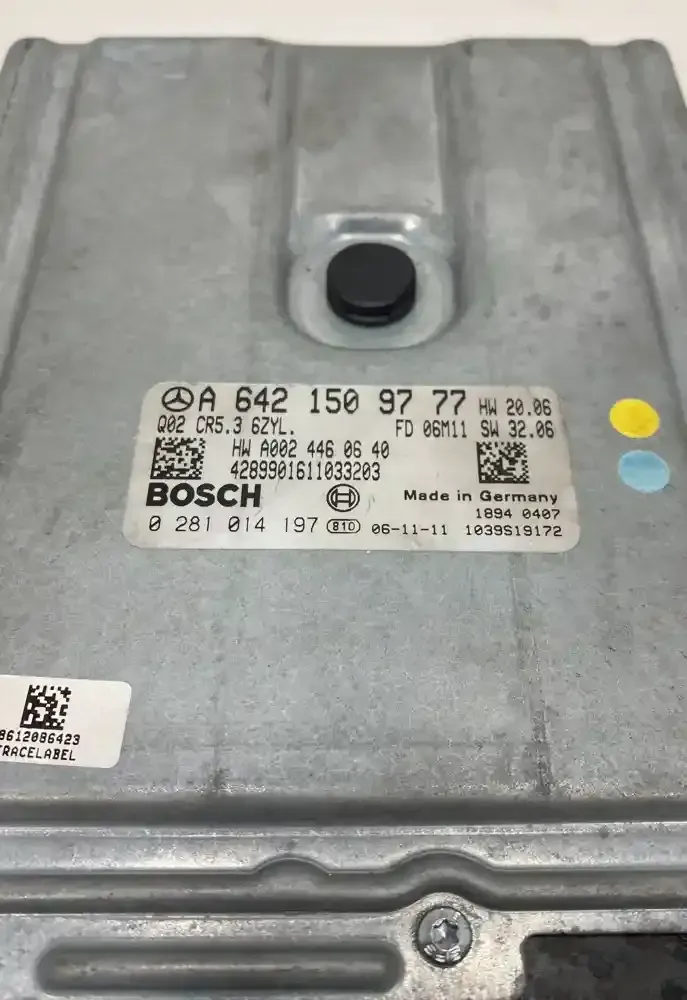 A 642 150 97 77 HW 20.06
Q02 CR5.3 6ZYL. FD 06M11 SW 32.06
HW A002 446 06 40
4289901611033203
BOSCH Made in Germany
1894 0407
0 281 014 197 810 06-11-11 1039S19172
8612086423
TRACELABEL